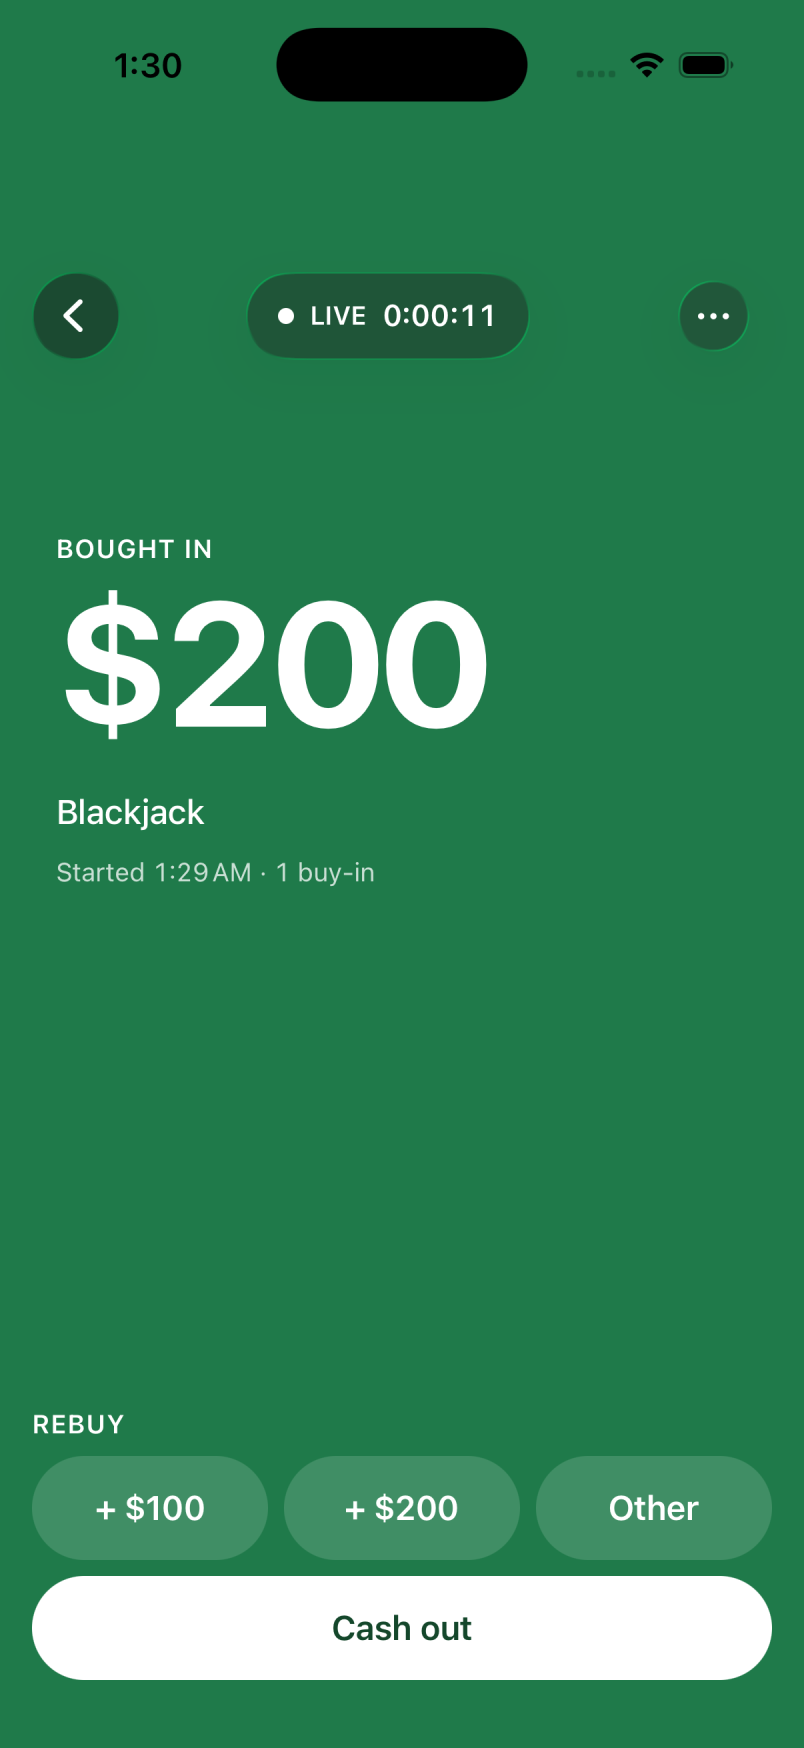 1:30
LIVE 0:00:11
BOUGHT IN
$200
Blackjack
Started 1:29 AM · 1 buy-in
REBUY
+ $100
+ $200
Other
Cash out